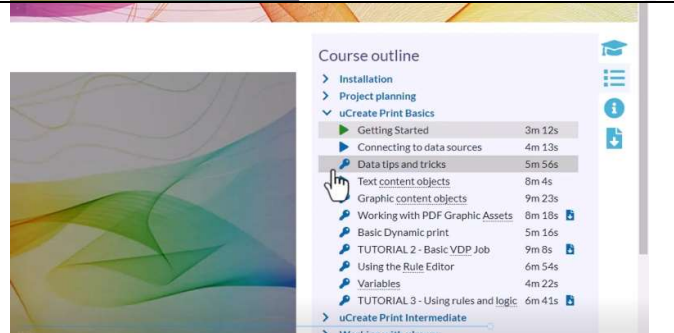 Course outline
Installation
Project planning
uCreate Print Basics
Getting Started 3m 12s
Connecting to data sources 4m 13s
Data tips and tricks 5m 56s
Text content objects 8m 4s
Graphic content objects 9m 23s
Working with PDF Graphic Assets 8m 18s
Basic Dynamic print 5m 16s
TUTORIAL 2 - Basic VDP Job 9m 8s
Using the Rule Editor 6m 54s
Variables 4m 22s
TUTORIAL 3 - Using rules and logic 6m 41s
uCreate Print Intermediate